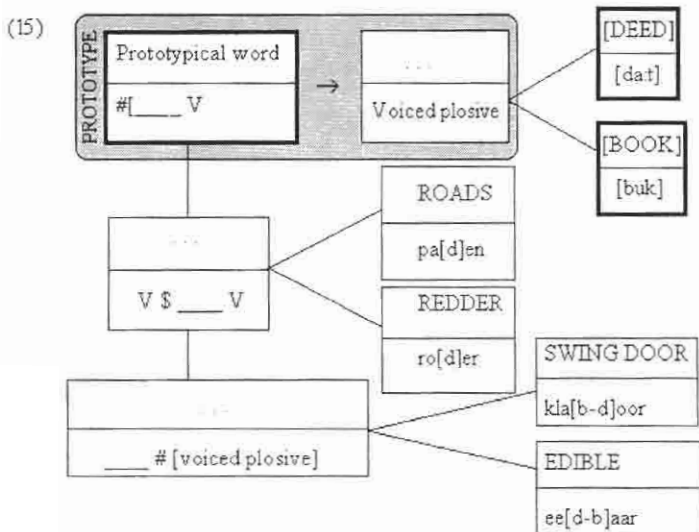 (15)
PROTOTYPE
Prototypical word
#[____ V
→
. . .
Voiced plosive
[DEED]
[da:t]
[BOOK]
[buk]
. . .
V $ ____ V
ROADS
pa[d]en
REDDER
ro[d]er
. . .
____ # [voiced plosive]
SWING DOOR
kla[b-d]oor
EDIBLE
ee[d-b]aar